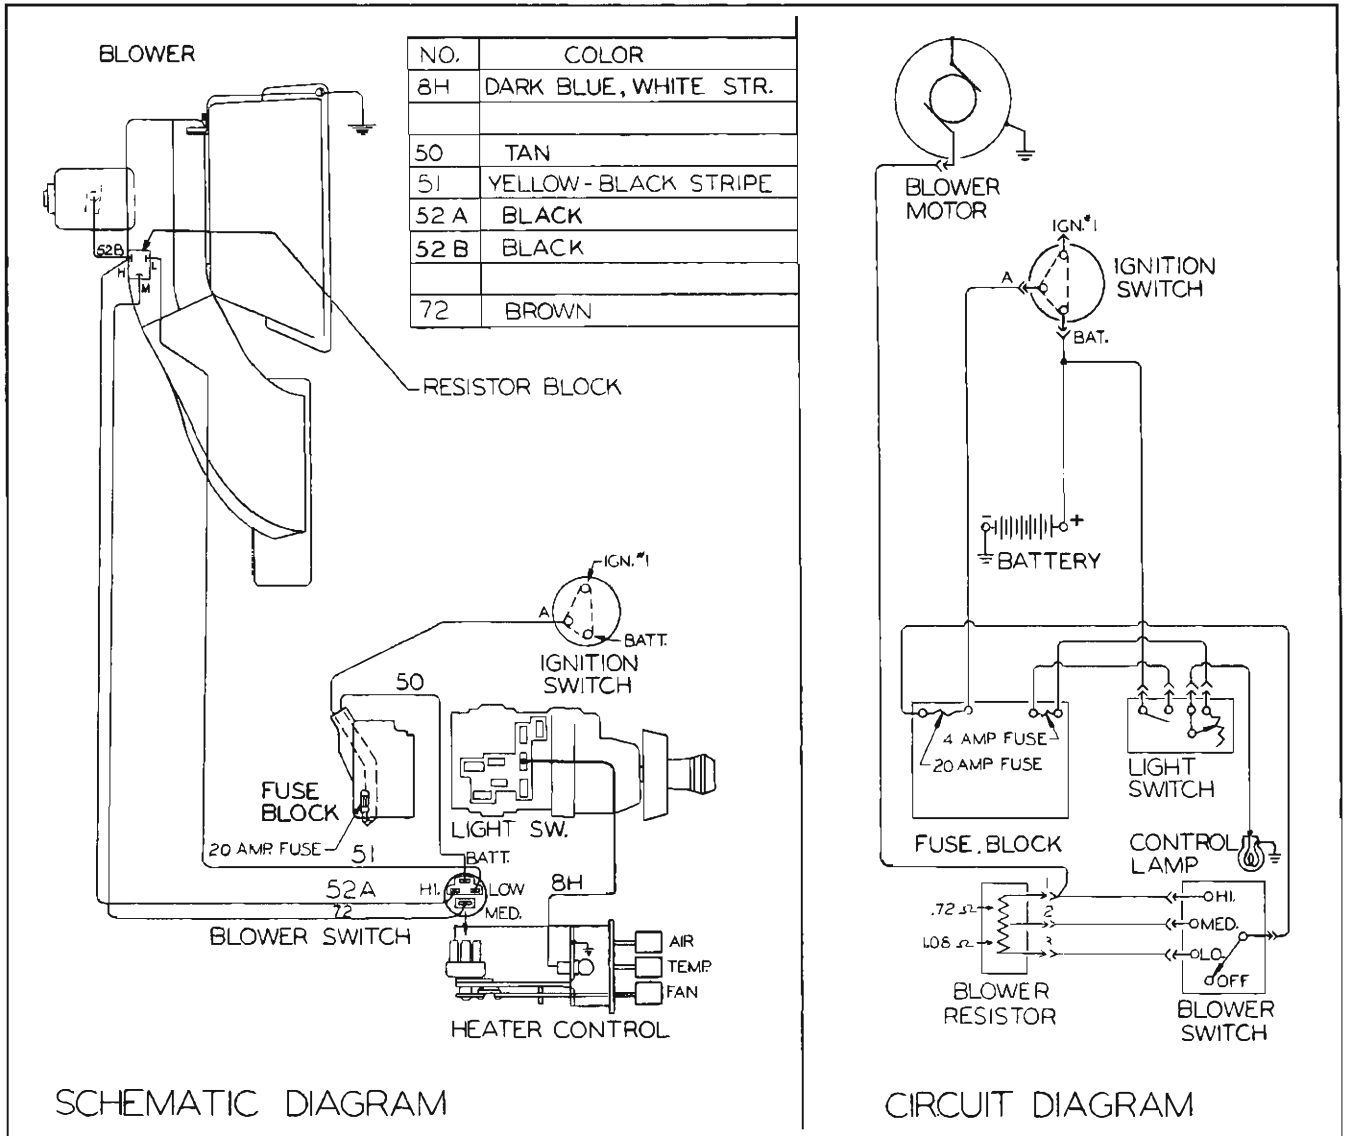 BLOWER
NO. COLOR
8H DARK BLUE, WHITE STR.
50 TAN
51 YELLOW-BLACK STRIPE
52 A BLACK
52 B BLACK
72 BROWN
52B
H
L
M
RESISTOR BLOCK
IGN.#1
A
BATT.
IGNITION
SWITCH
50
FUSE
BLOCK
20 AMP. FUSE
LIGHT SW.
51
BATT.
52A
HI.
LOW
72
MED.
8H
BLOWER SWITCH
AIR
TEMP.
FAN
HEATER CONTROL
SCHEMATIC DIAGRAM
BLOWER
MOTOR
IGN.#1
A
IGNITION
SWITCH
BAT.
- +
BATTERY
4 AMP FUSE
20 AMP FUSE
FUSE BLOCK
LIGHT
SWITCH
CONTROL
LAMP
.72 Ω
1.08 Ω
1
2
3
HI.
MED.
LO.
OFF
BLOWER
RESISTOR
BLOWER
SWITCH
CIRCUIT DIAGRAM